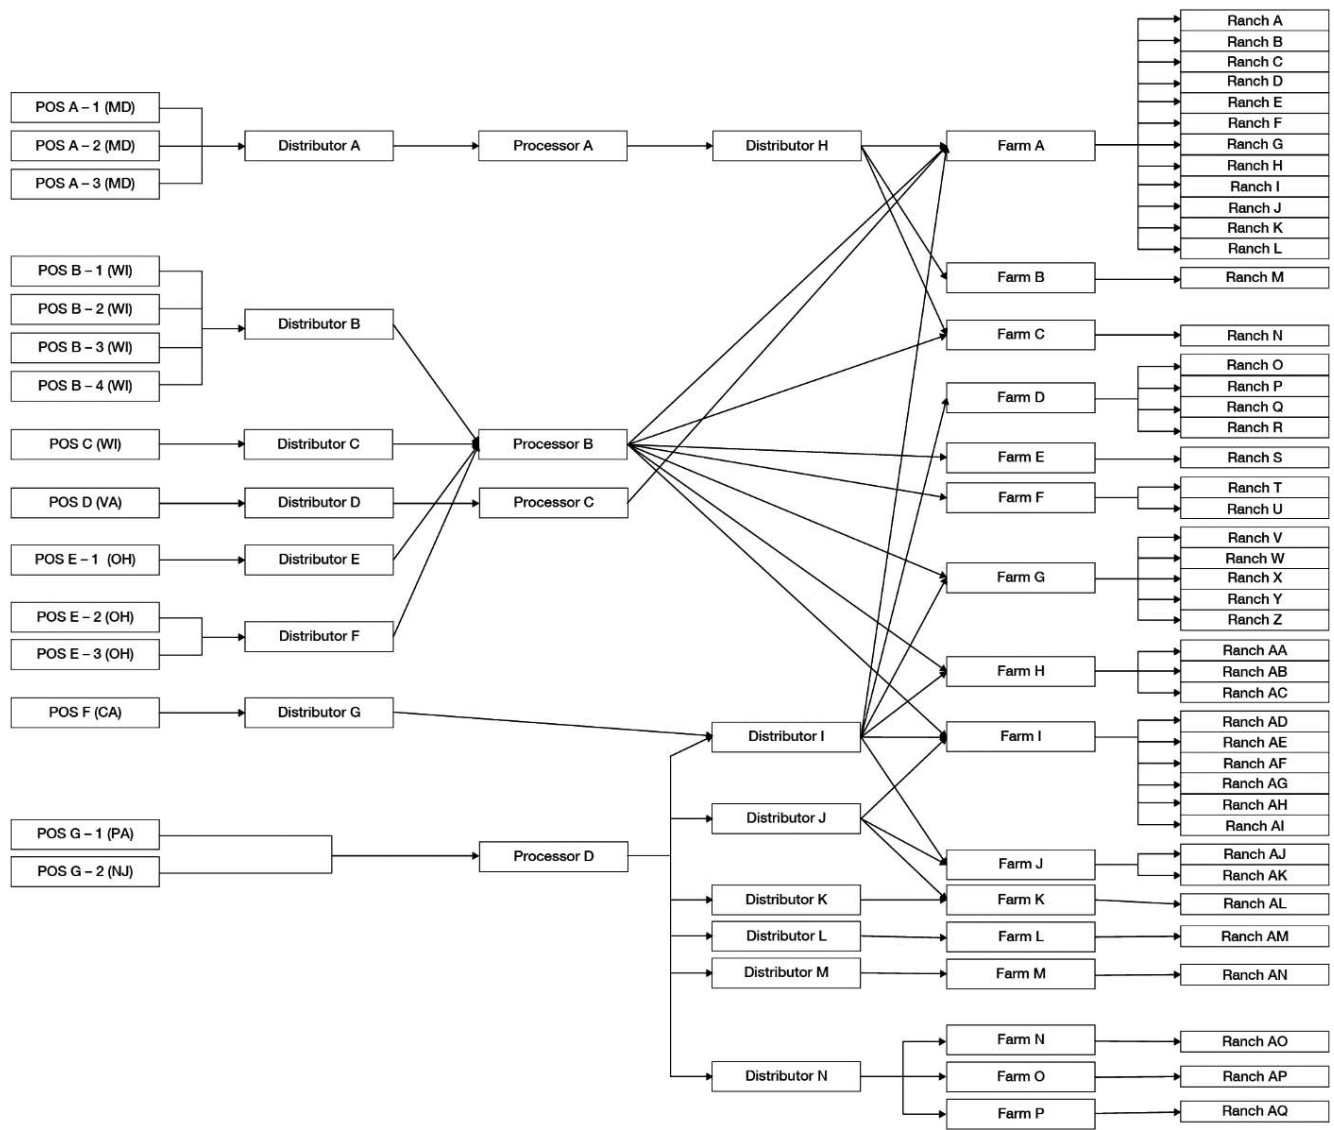 POS A – 1 (MD)
POS A – 2 (MD)
POS A – 3 (MD)
POS B – 1 (WI)
POS B – 2 (WI)
POS B – 3 (WI)
POS B – 4 (WI)
POS C (WI)
POS D (VA)
POS E – 1 (OH)
POS E – 2 (OH)
POS E – 3 (OH)
POS F (CA)
POS G – 1 (PA)
POS G – 2 (NJ)
Distributor A
Distributor B
Distributor C
Distributor D
Distributor E
Distributor F
Distributor G
Processor A
Processor B
Processor C
Processor D
Distributor H
Distributor I
Distributor J
Distributor K
Distributor L
Distributor M
Distributor N
Farm A
Farm B
Farm C
Farm D
Farm E
Farm F
Farm G
Farm H
Farm I
Farm J
Farm K
Farm L
Farm M
Farm N
Farm O
Farm P
Ranch A
Ranch B
Ranch C
Ranch D
Ranch E
Ranch F
Ranch G
Ranch H
Ranch I
Ranch J
Ranch K
Ranch L
Ranch M
Ranch N
Ranch O
Ranch P
Ranch Q
Ranch R
Ranch S
Ranch T
Ranch U
Ranch V
Ranch W
Ranch X
Ranch Y
Ranch Z
Ranch AA
Ranch AB
Ranch AC
Ranch AD
Ranch AE
Ranch AF
Ranch AG
Ranch AH
Ranch AI
Ranch AJ
Ranch AK
Ranch AL
Ranch AM
Ranch AN
Ranch AO
Ranch AP
Ranch AQ